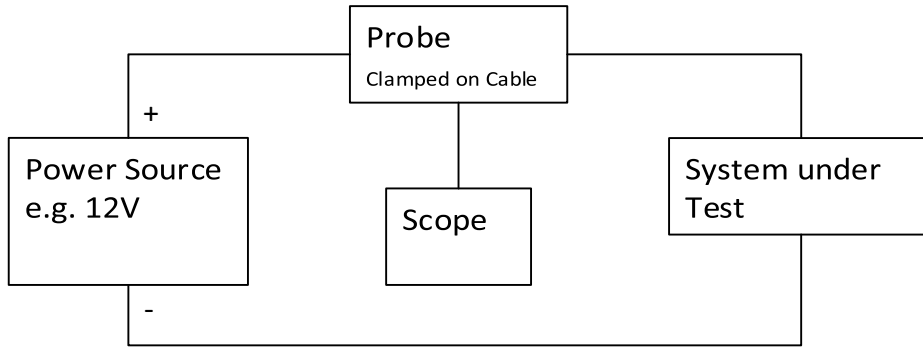 Probe
Clamped on Cable
+
Power Source
e.g. 12V
System under
Test
Scope
-